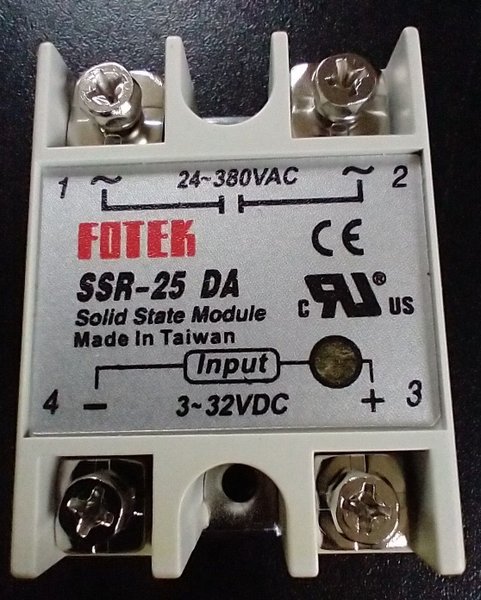 1 ~ 24~380VAC ~ 2
FOTEK CE
SSR-25 DA
c RU® US
Solid State Module
Made In Taiwan
Input
4 - 3~32VDC + 3